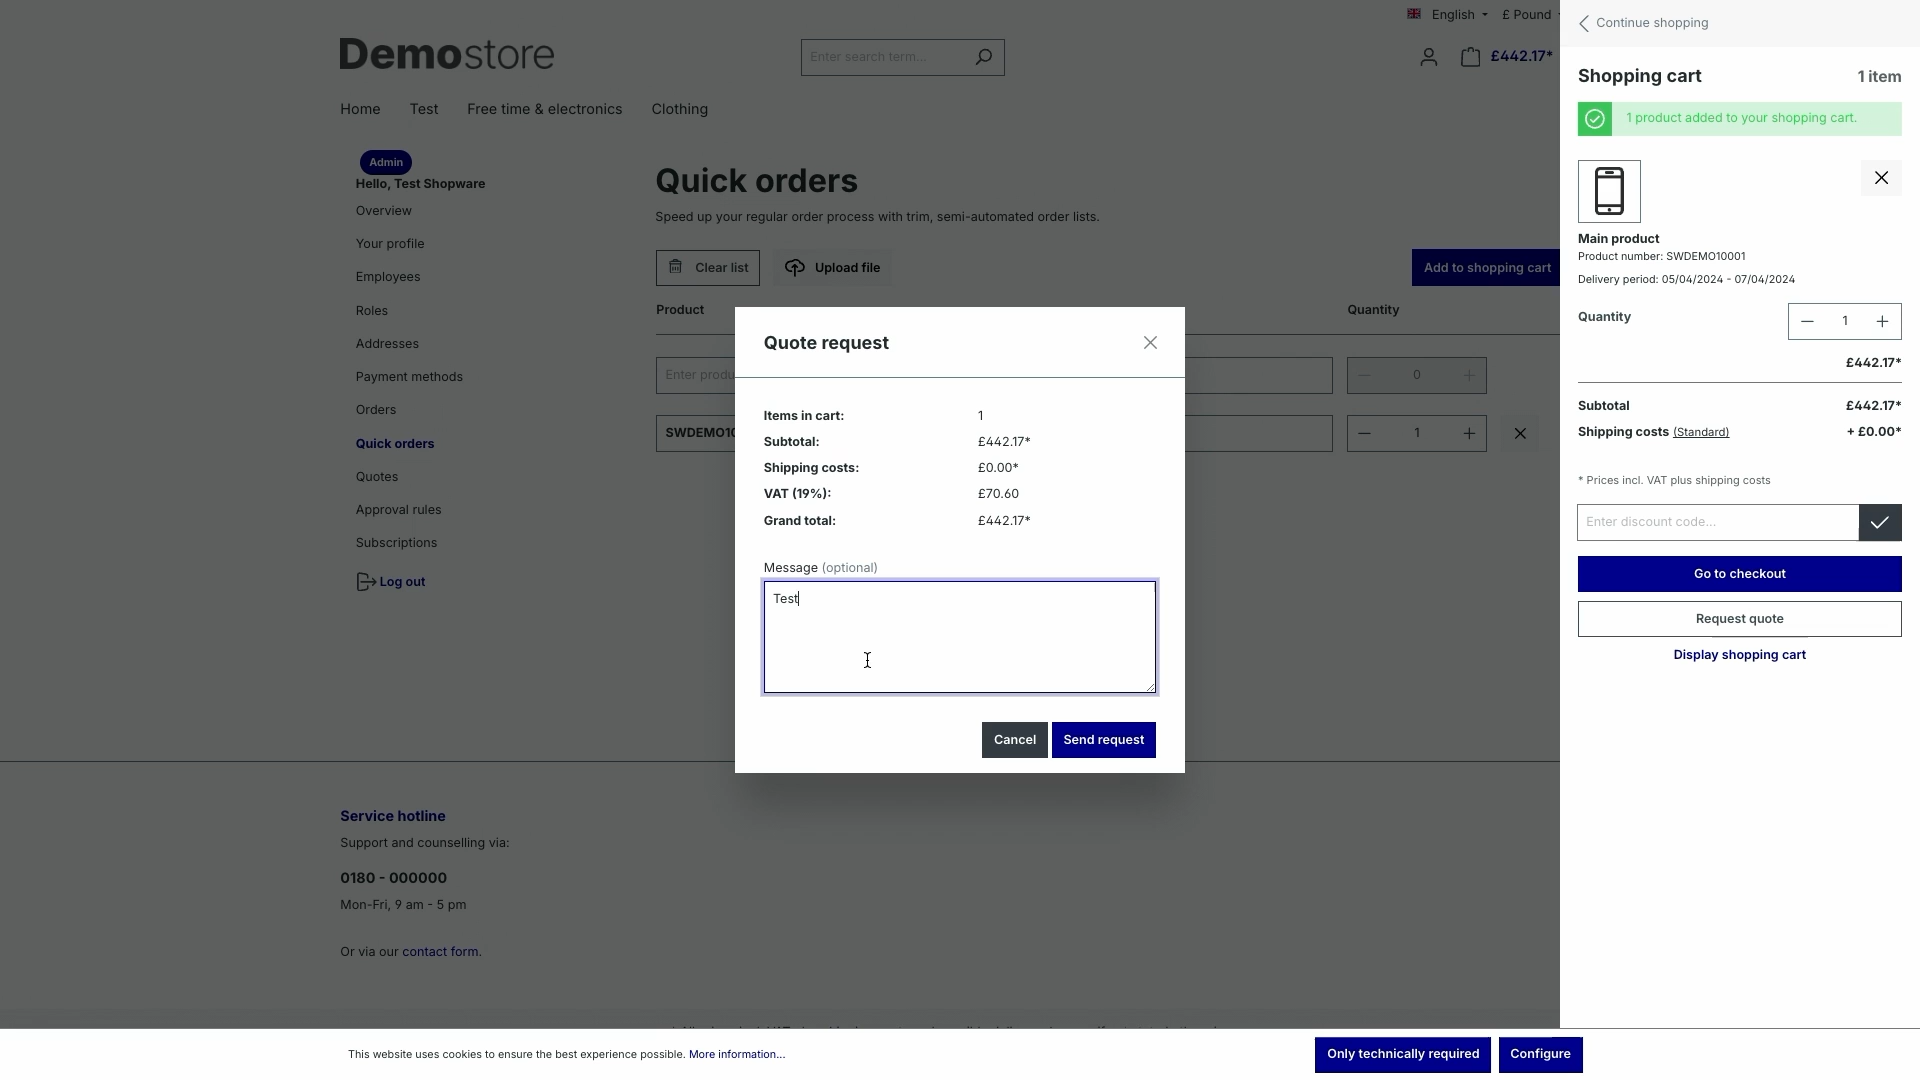 English
£ Pound
Demostore
Enter search term...
£442.17*
Home
Test
Free time & electronics
Clothing
Admin
Hello, Test Shopware
Overview
Your profile
Employees
Roles
Addresses
Payment methods
Orders
Quick orders
Quotes
Approval rules
Subscriptions
Log out
Quick orders
Speed up your regular order process with trim, semi-automated order lists.
Clear list
Upload file
Add to shopping cart
Product
Quantity
Enter
0
SWDEMO10
1
Quote request
Items in cart: 1
Subtotal: £442.17*
Shipping costs: £0.00*
VAT (19%): £70.60
Grand total: £442.17*
Message (optional)
Test
Cancel
Send request
Continue shopping
Shopping cart
1 item
1 product added to your shopping cart.
Main product
Product number: SWDEMO10001
Delivery period: 05/04/2024 - 07/04/2024
Quantity
1
£442.17*
Subtotal £442.17*
Shipping costs (Standard) + £0.00*
* Prices incl. VAT plus shipping costs
Enter discount code...
Go to checkout
Request quote
Display shopping cart
Service hotline
Support and counselling via:
0180 - 000000
Mon-Fri, 9 am - 5 pm
Or via our contact form.
This website uses cookies to ensure the best experience possible. More information...
Only technically required
Configure